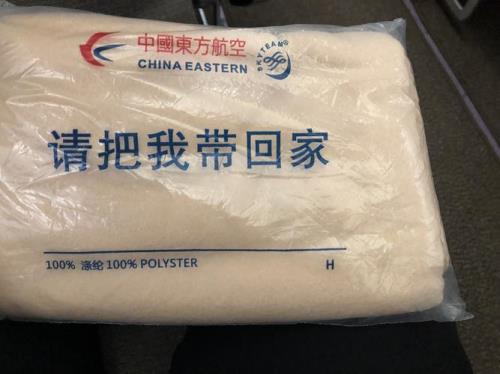 中國東方航空
CHINA EASTERN
SKYTEAM
请把我带回家
100% 涤纶 100% POLYSTER
H